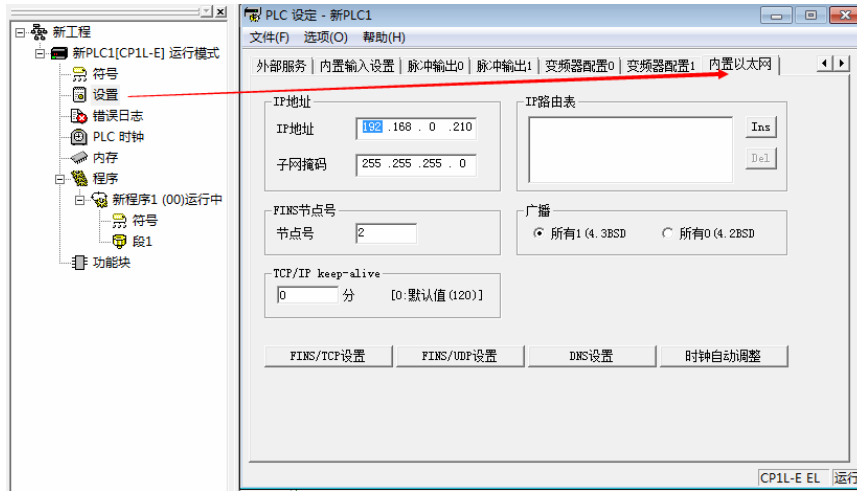 新工程
新PLC1[CP1L-E] 运行模式
符号
设置
错误日志
PLC 时钟
内存
程序
新程序1 (00)运行中
符号
段1
功能块
PLC 设定 - 新PLC1
文件(F) 选项(O) 帮助(H)
外部服务 内置输入设置 脉冲输出0 脉冲输出1 变频器配置0 变频器配置1 内置以太网
IP地址
IP地址 192 .168 . 0 .210
子网掩码 255 .255 .255 . 0
IP路由表
Ins
Del
FINS节点号
节点号 2
广播
所有1(4.3BSD 所有0(4.2BSD
TCP/IP keep-alive
0 分 [0:默认值(120)]
FINS/TCP设置 FINS/UDP设置 DNS设置 时钟自动调整
CP1L-E EL 运行